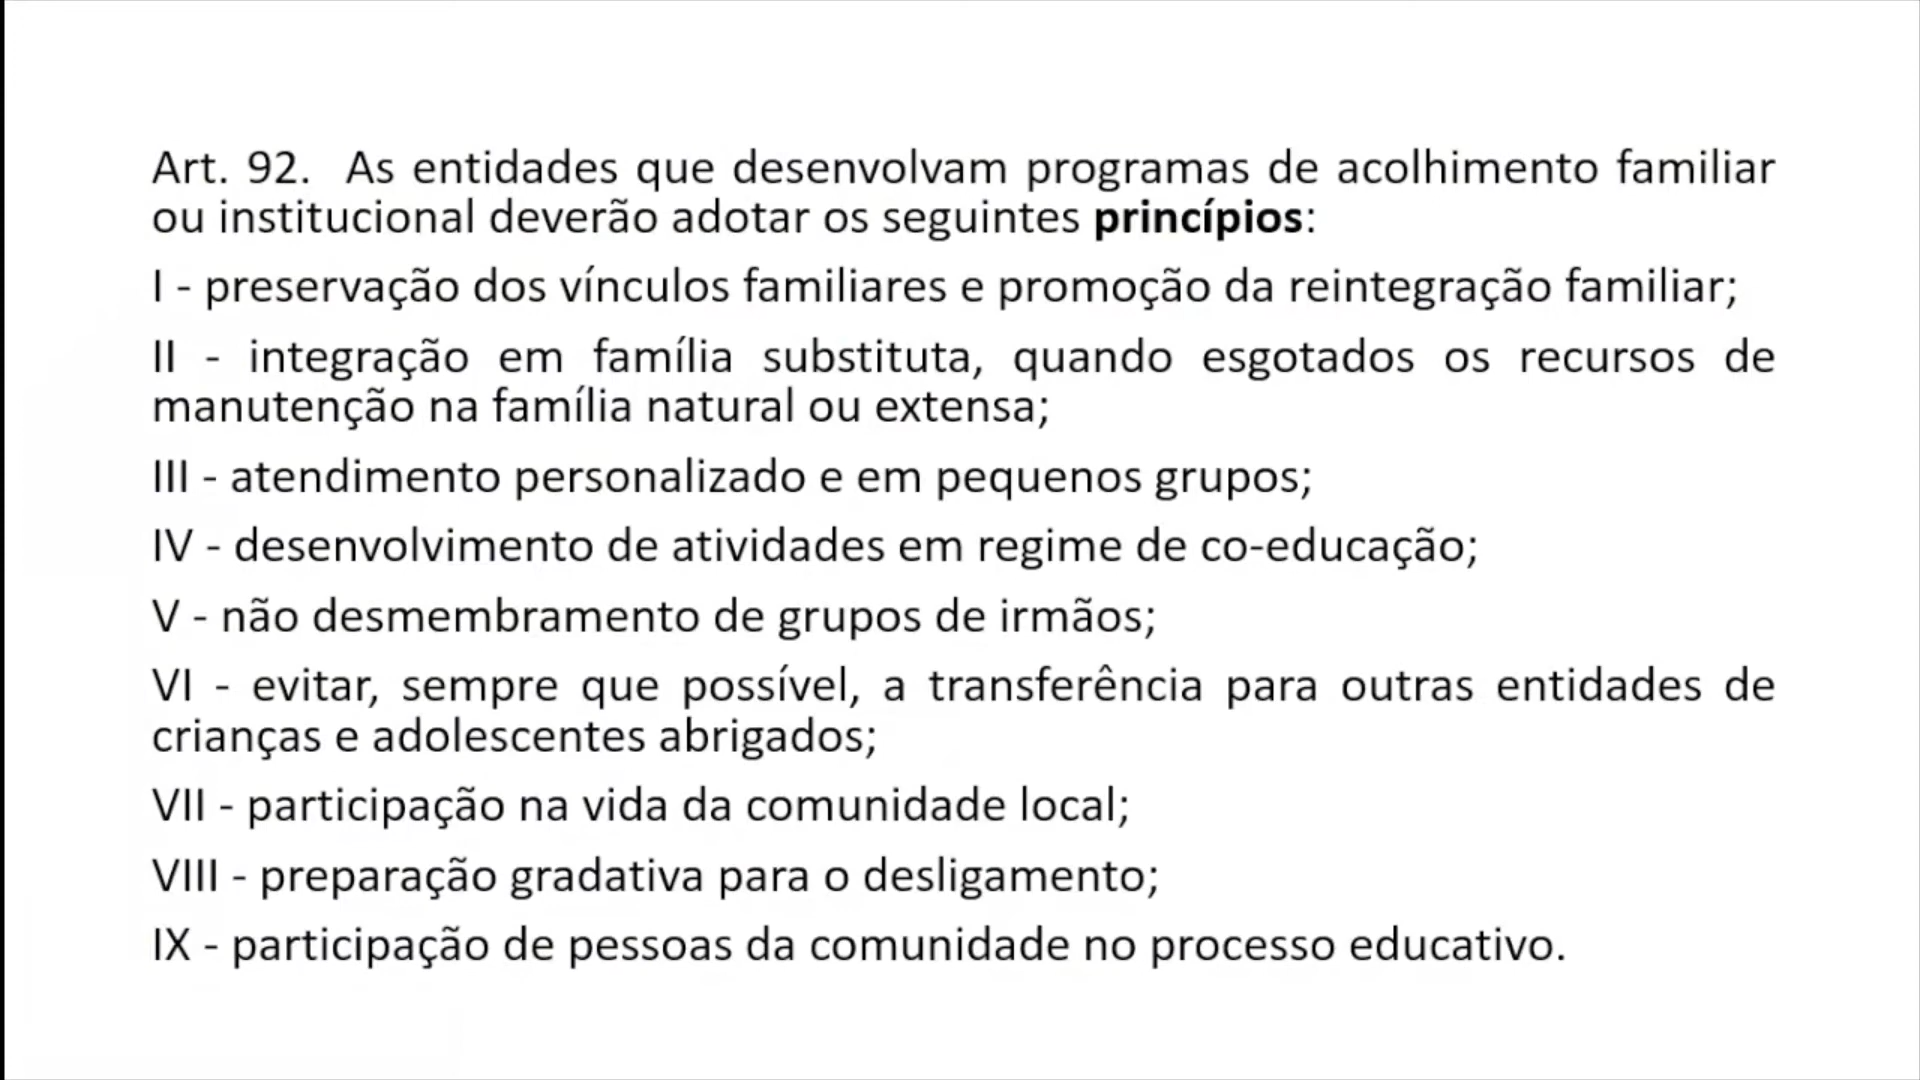 Art. 92. As entidades que desenvolvam programas de acolhimento familiar
ou institucional deverão adotar os seguintes princípios:
I - preservação dos vínculos familiares e promoção da reintegração familiar;
II - integração em família substituta, quando esgotados os recursos de
manutenção na família natural ou extensa;
III - atendimento personalizado e em pequenos grupos;
IV - desenvolvimento de atividades em regime de co-educação;
V - não desmembramento de grupos de irmãos;
VI - evitar, sempre que possível, a transferência para outras entidades de
crianças e adolescentes abrigados;
VII - participação na vida da comunidade local;
VIII - preparação gradativa para o desligamento;
IX - participação de pessoas da comunidade no processo educativo.